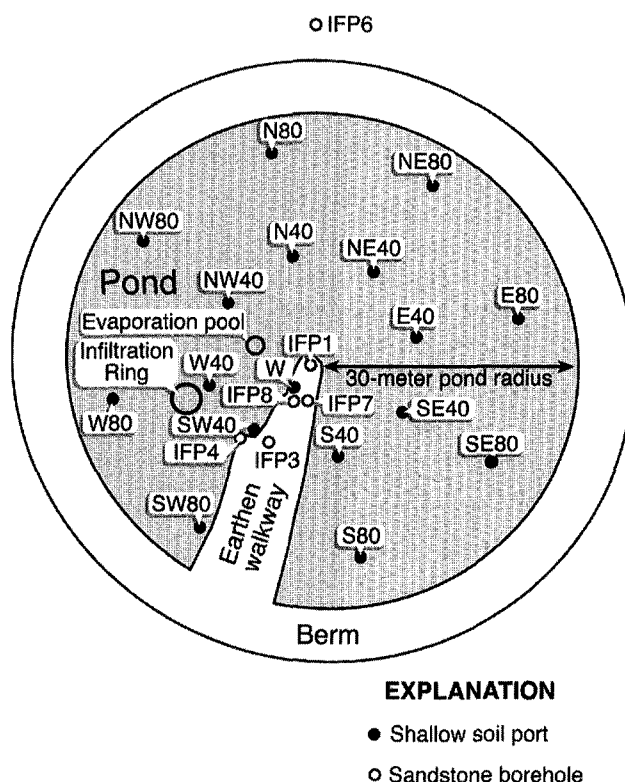 IFP6
N80
NE80
NW80
N40
NE40
Pond
NW40
E80
E40
Evaporation pool
IFP1
Infiltration
Ring
W40
W
30-meter pond radius
IFP8
IFP7
W80
SW40
SE40
S40
IFP4
IFP3
SE80
SW80
Earthen
walkway
S80
Berm
EXPLANATION
Shallow soil port
Sandstone borehole